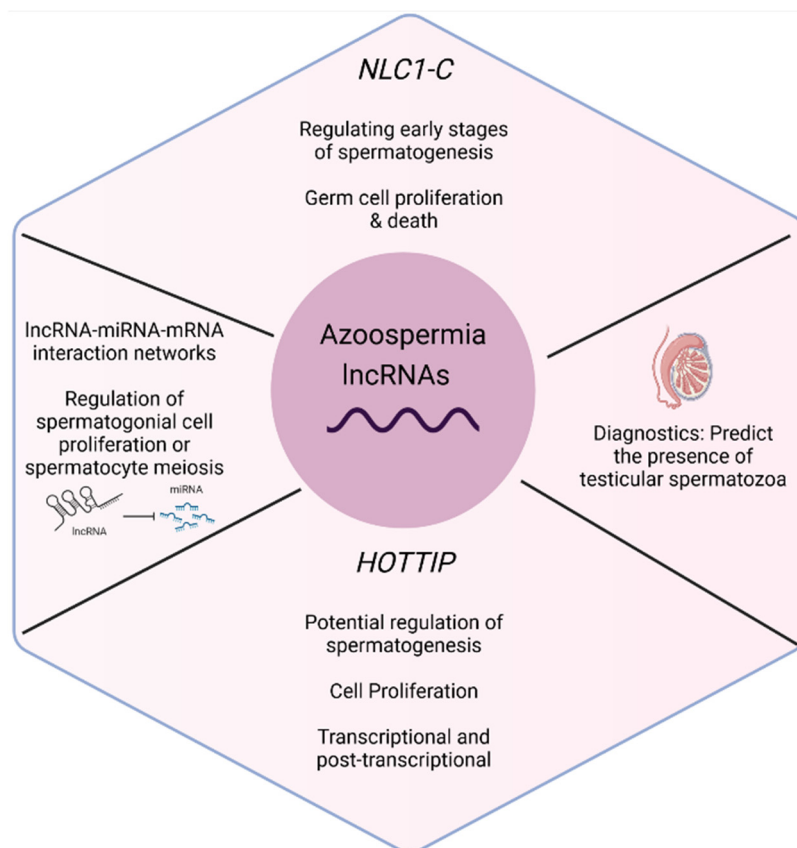 NLC1-C
Regulating early stages
of spermatogenesis
Germ cell proliferation
& death
lncRNA-miRNA-mRNA
interaction networks
Regulation of
spermatogonial cell
proliferation or
spermatocyte meiosis
miRNA
lncRNA
Azoospermia
lncRNAs
Diagnostics: Predict
the presence of
testicular spermatozoa
HOTTIP
Potential regulation of
spermatogenesis
Cell Proliferation
Transcriptional and
post-transcriptional